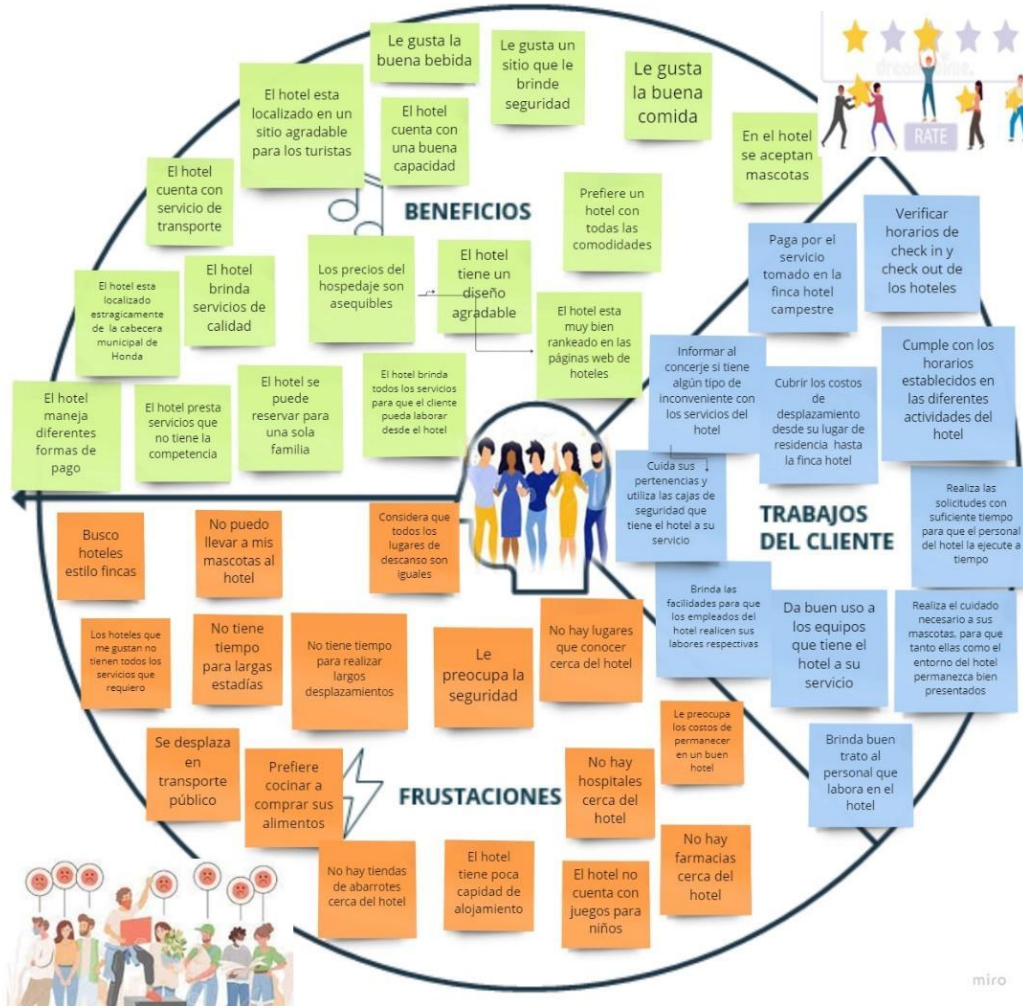 Le gusta la
buena bebida
Le gusta un
sitio que le
brinde
seguridad
Le gusta
la buena
comida
El hotel esta
localizado en un
sitio agradable
para los turistas
El hotel
cuenta con
una buena
capacidad
En el hotel
se aceptan
mascotas
RATE
El hotel
cuenta con
servicio de
transporte
BENEFICIOS
Prefiere un
hotel con
todas las
comodidades
El hotel esta
localizado
estragicamente
de la cabecera
municipal de
Honda
El hotel
brinda
servicios de
calidad
Los precios del
hospedaje son
asequibles
El hotel
tiene un
diseño
agradable
El hotel esta
muy bien
rankeado en las
páginas web de
hoteles
El hotel
maneja
diferentes
formas de
pago
El hotel presta
servicios que
no tiene la
competencia
El hotel se
puede
reservar para
una sola
familia
El hotel brinda
todos los servicios
para que el cliente
pueda laborar
desde el hotel
Paga por el
servicio
tomado en la
finca hotel
campestre
Verificar
horarios de
check in y
check out de
los hoteles
Informar al
concerje si tiene
algún tipo de
inconveniente con
los servicios del
hotel
Cubrir los costos
de
desplazamiento
desde su lugar de
residencia hasta
la finca hotel
Cumple con los
horarios
establecidos en
las diferentes
actividades del
hotel
Cuida sus
pertenencias y
utiliza las cajas de
seguridad que
tiene el hotel a su
servicio
TRABAJOS
DEL CLIENTE
Realiza las
solicitudes con
suficiente tiempo
para que el personal
del hotel la ejecute a
tiempo
Brinda las
facilidades para que
los empleados del
hotel realicen sus
labores respectivas
Da buen uso a
los equipos
que tiene el
hotel a su
servicio
Realiza el cuidado
necesario a sus
mascotas, para que
tanto ellas como el
entorno del hotel
permanezca bien
presentados
Brinda buen
trato al
personal que
labora en el
hotel
Busco
hoteles
estilo fincas
No puedo
llevar a mis
mascotas al
hotel
Considera que
todos los
lugares de
descanso son
iguales
Los hoteles que
me gustan no
tienen todos los
servicios que
requiero
No tiene
tiempo
para largas
estadías
No tiene tiempo
para realizar
largos
desplazamientos
Le
preocupa la
seguridad
No hay lugares
que conocer
cerca del hotel
Se desplaza
en
transporte
público
Prefiere
cocinar a
comprar sus
alimentos
FRUSTACIONES
No hay
hospitales
cerca del
hotel
Le preocupa
los costos de
permanecer
en un buen
hotel
No hay tiendas
de abarrotes
cerca del hotel
El hotel
tiene poca
capidad de
alojamiento
El hotel no
cuenta con
juegos para
niños
No hay
farmacias
cerca del
hotel
miro